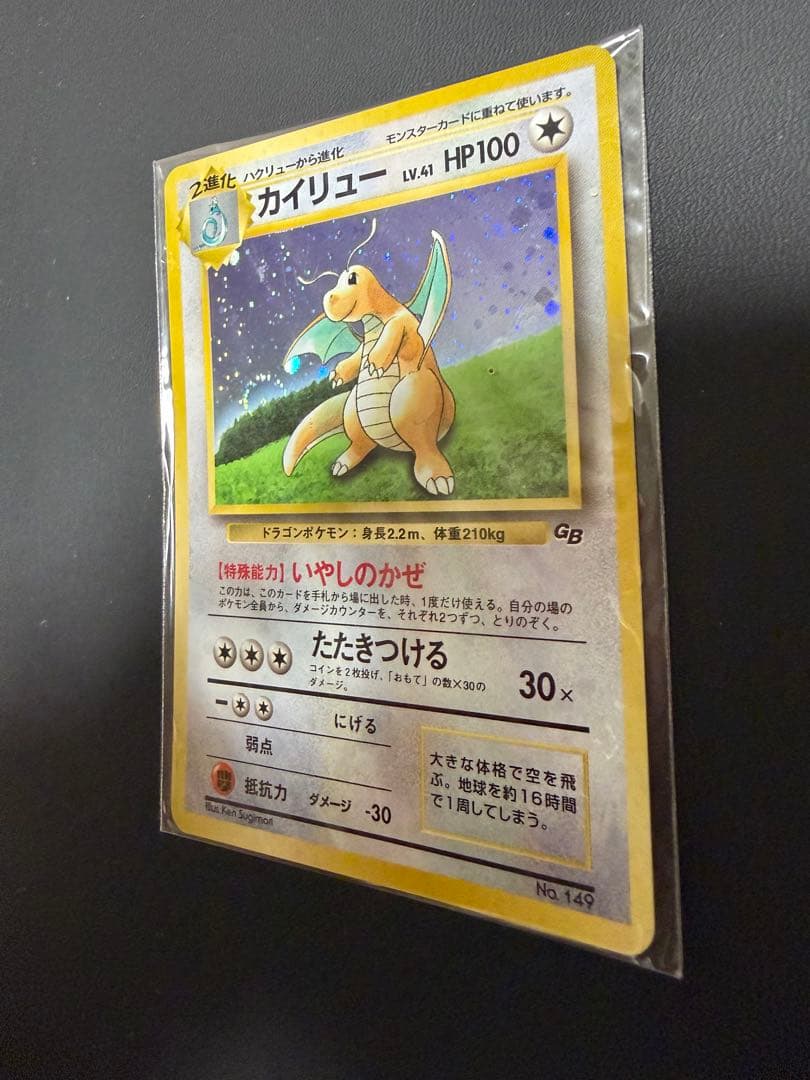 モンスターカードに重ねて使います。
2進化 ハクリューから進化
カイリュー LV.41 HP100
ドラゴンポケモン：身長2.2m、体重210kg
GB
【特殊能力】いやしのかぜ
この力は、このカードを手札から場に出した時、1度だけ使える。自分の場の
ポケモン全員から、ダメージカウンターを、それぞれ2つずつ、とりのぞく。
たたきつける
コインを2枚投げ、「おもて」の数×30の
ダメージ。
30×
− にげる
弱点
抵抗力 ダメージ -30
大きな体格で空を飛
ぶ。地球を約16時間
で1周してしまう。
Illus. Ken Sugimori
No. 149